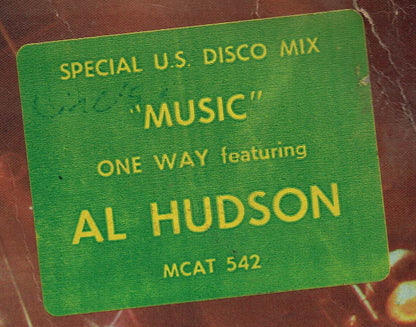 SPECIAL U.S. DISCO MIX
"MUSIC"
ONE WAY featuring
AL HUDSON
MCAT 542